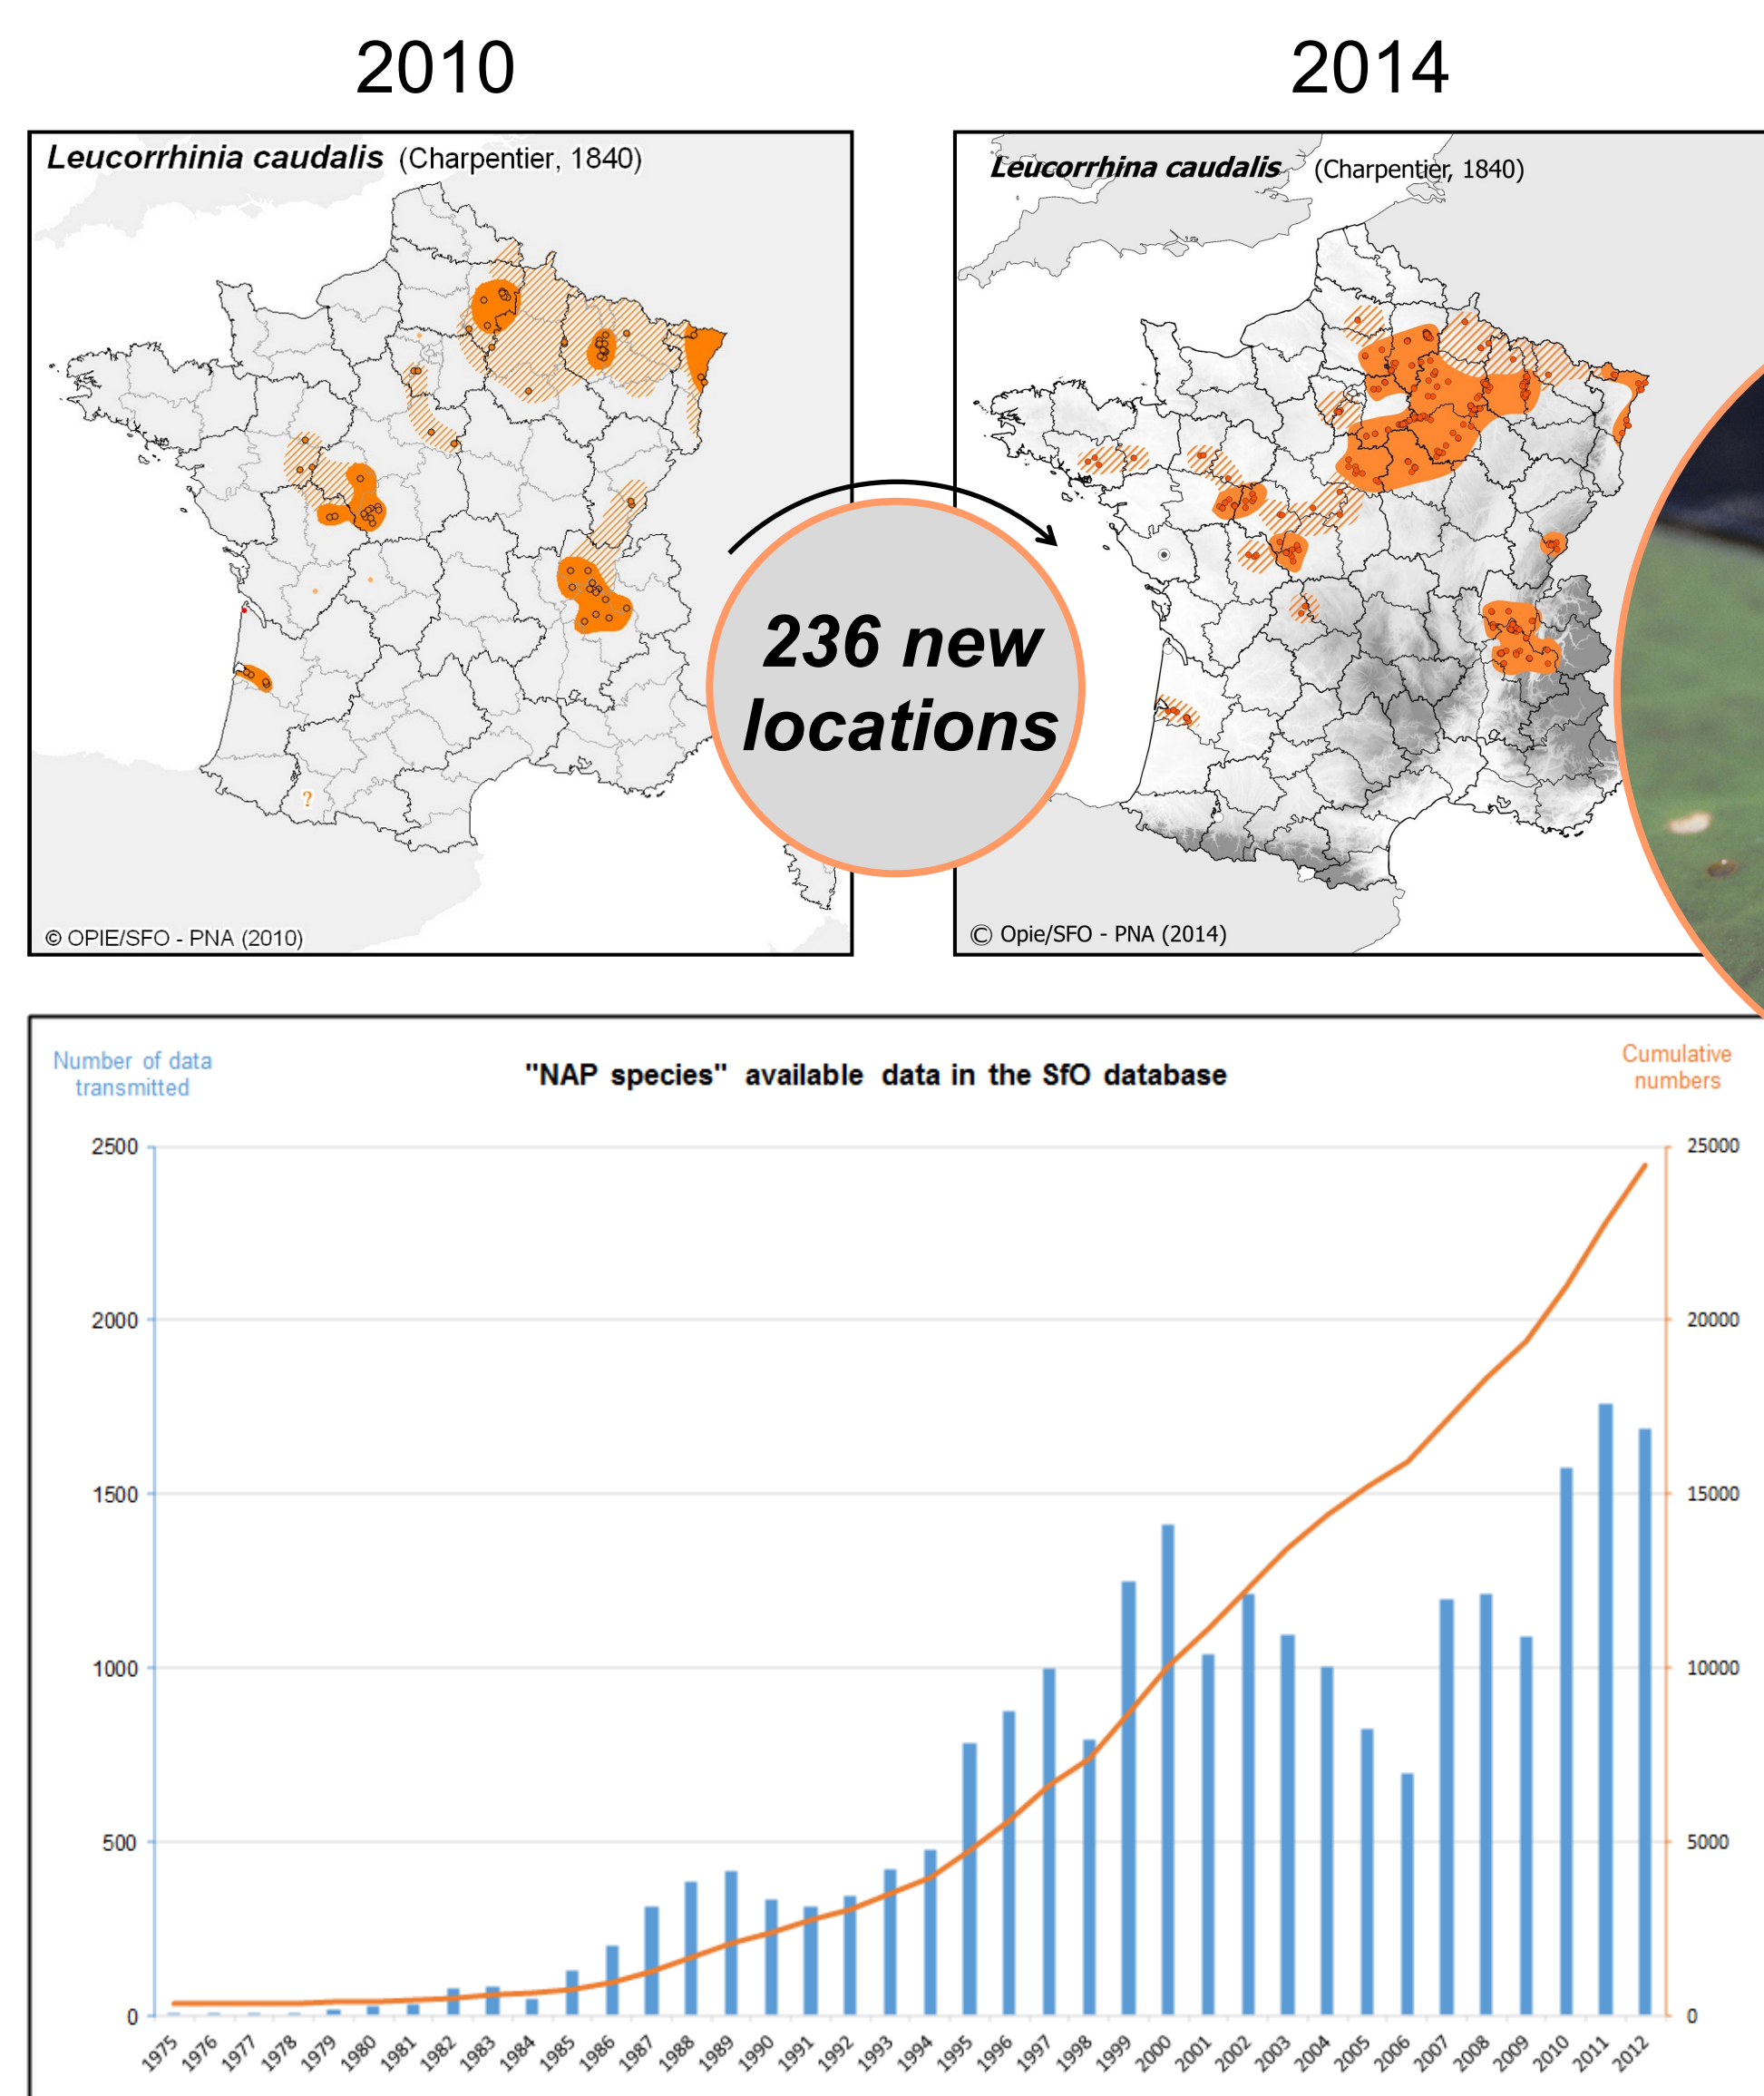 2010
2014
Leucorrhinia caudalis (Charpentier, 1840)
Leucorrhina caudalis (Charpentier, 1840)
?
236 new
locations
© OPIE/SFO - PNA (2010)
© Opie/SFO - PNA (2014)
Number of data
transmitted
"NAP species" available data in the SfO database
Cumulative
numbers
2500
2000
1500
1000
500
0
25000
20000
15000
10000
5000
0
1975 1976 1977 1978 1979 1980 1981 1982 1983 1984 1985 1986 1987 1988 1989 1990 1991 1992 1993 1994 1995 1996 1997 1998 1999 2000 2001 2002 2003 2004 2005 2006 2007 2008 2009 2010 2011 2012